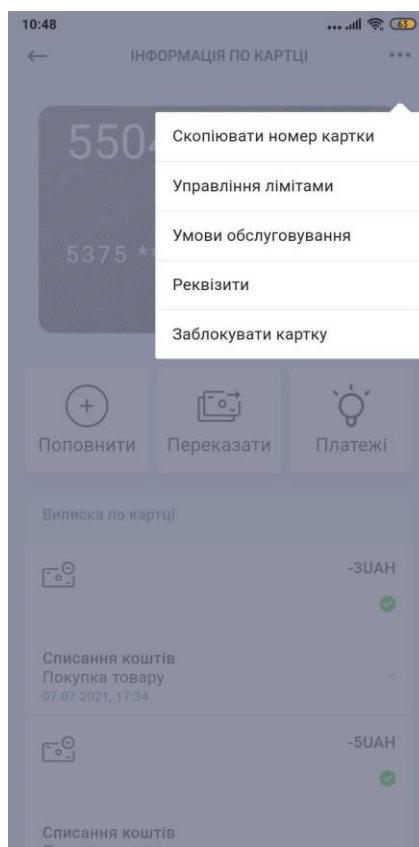 10:48
63
ІНФОРМАЦІЯ ПО КАРТЦІ
Скопіювати номер картки
Управління лімітами
Умови обслуговування
Реквізити
Заблокувати картку
550
5375 *
Поповнити
Переказати
Платежі
Виписка по картці
-3UAH
Списання коштів
Покупка товару
07.07.2021, 17:34
-5UAH
Списання коштів